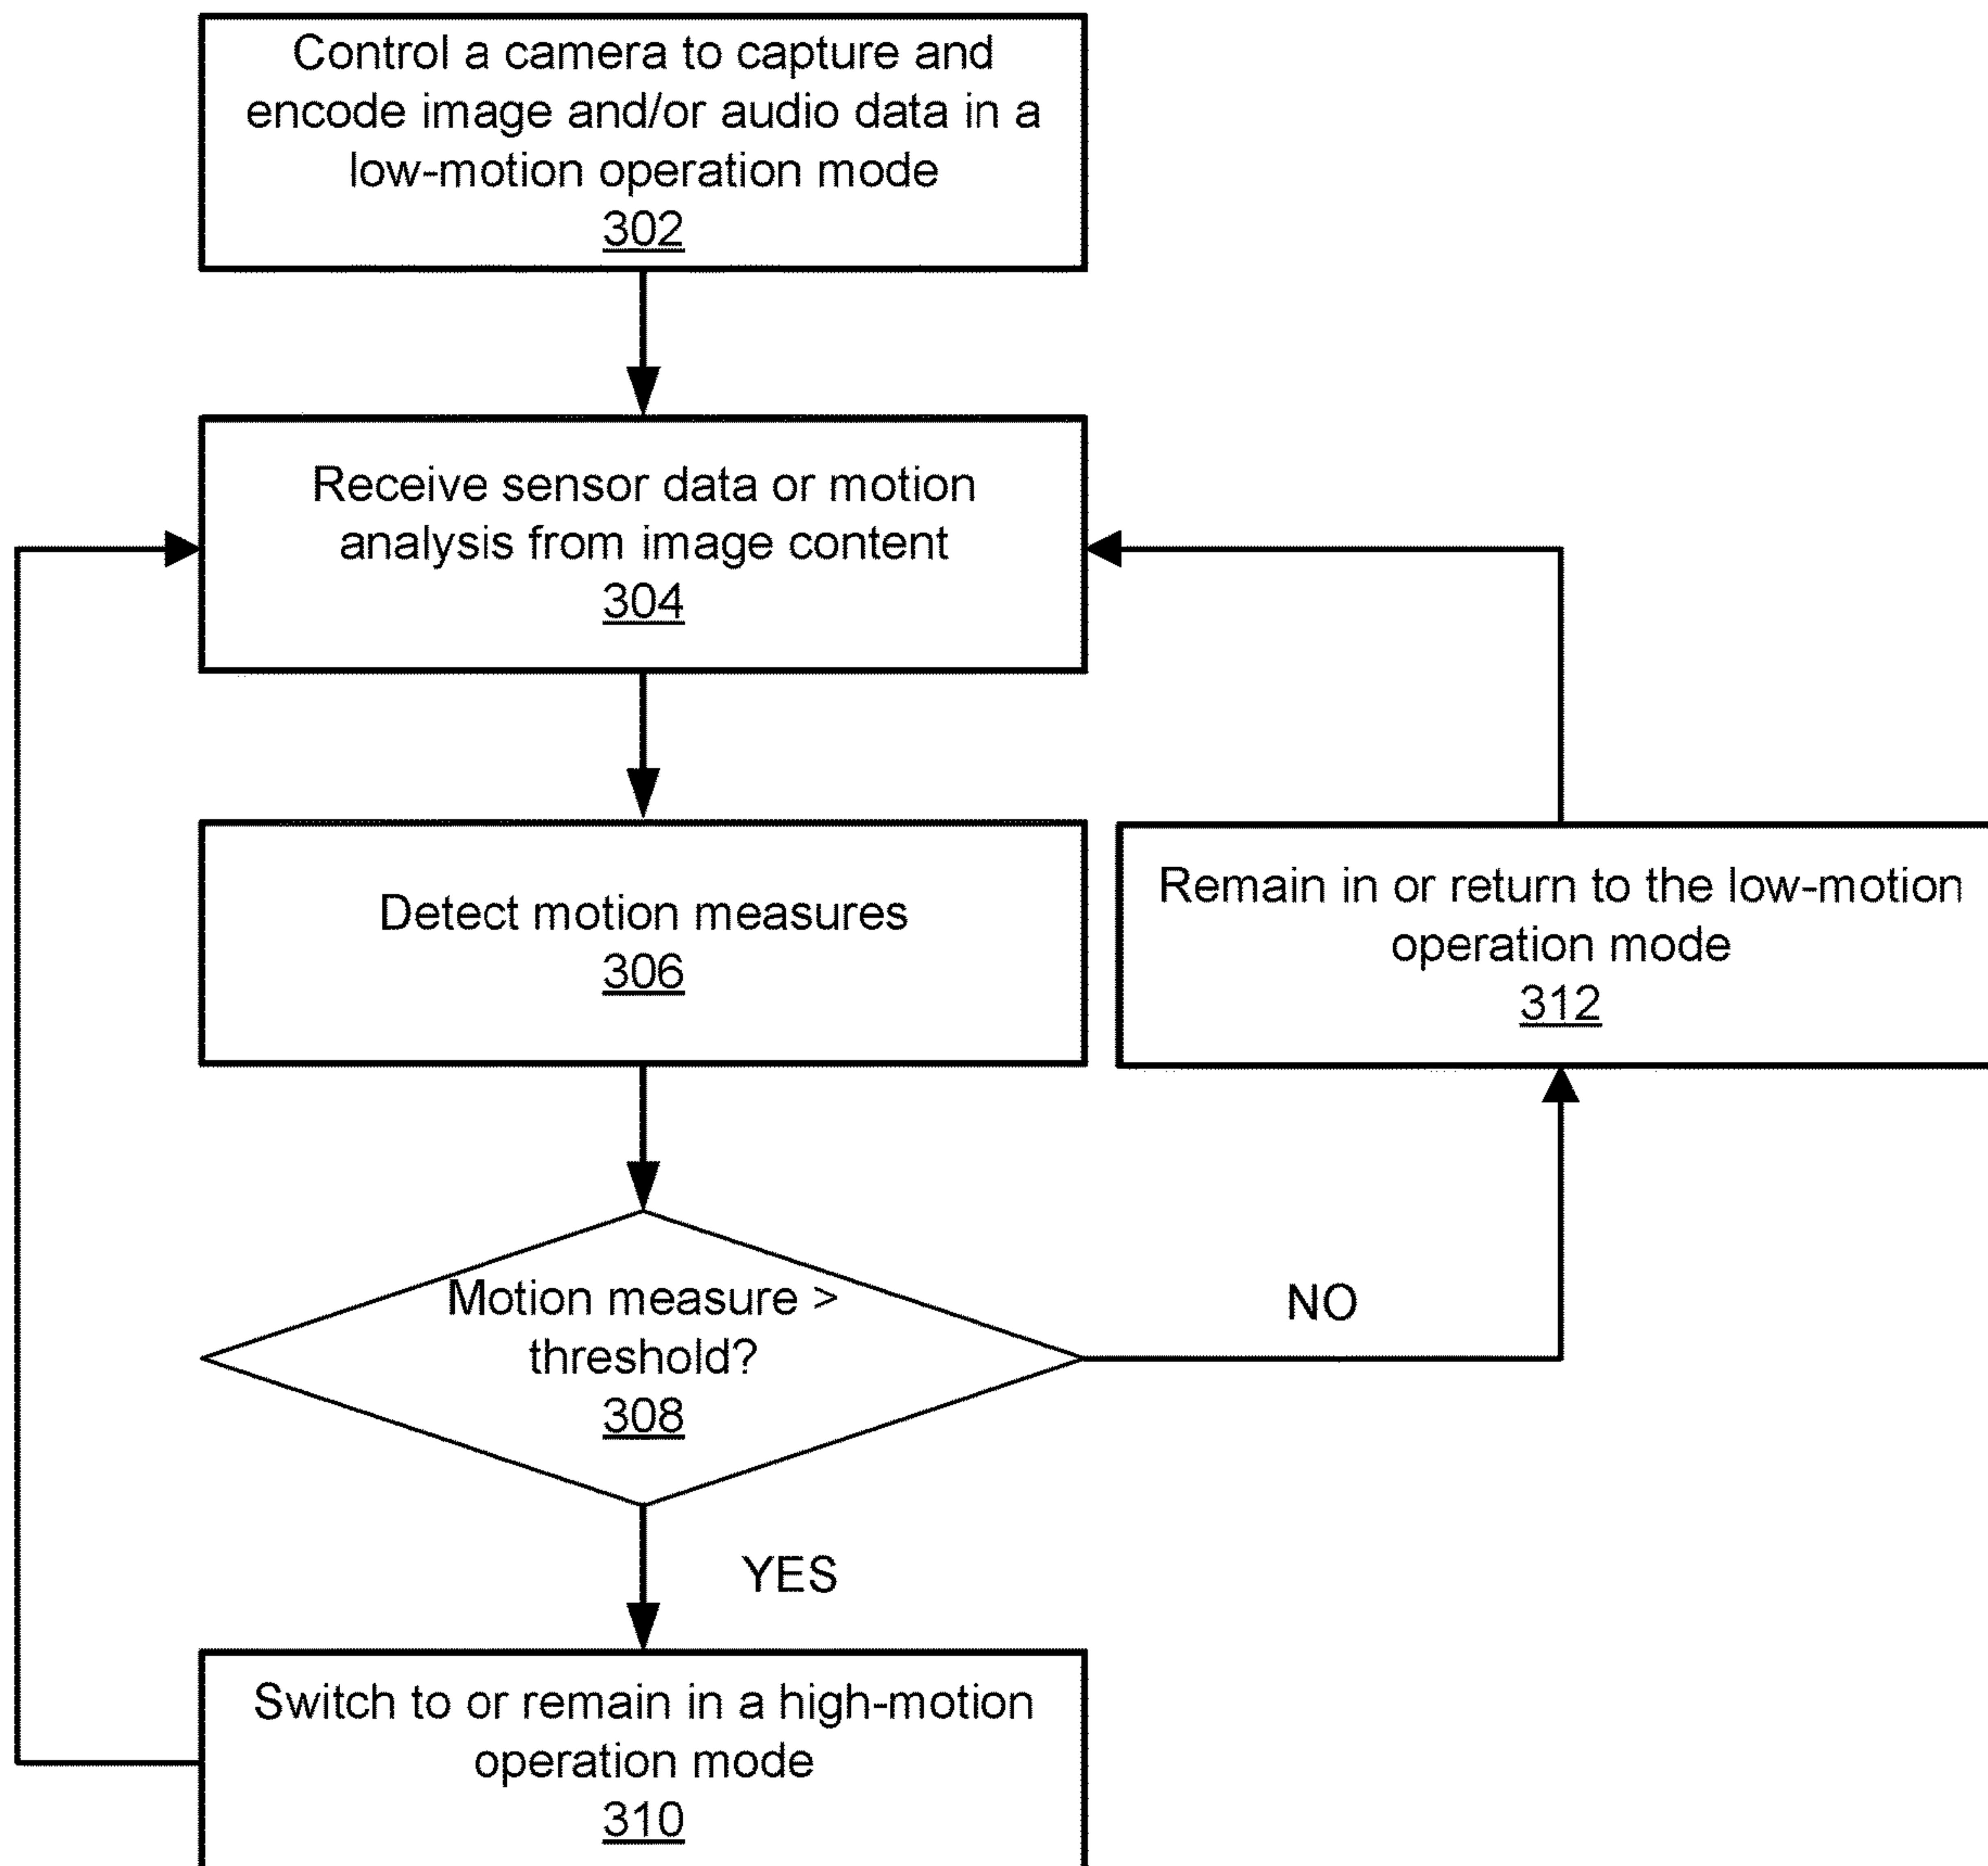 Control a camera to capture and
encode image and/or audio data in a
low-motion operation mode
302
Receive sensor data or motion
analysis from image content
304
Detect motion measures
306
Remain in or return to the low-motion
operation mode
312
Motion measure >
threshold?
308
NO
YES
Switch to or remain in a high-motion
operation mode
310